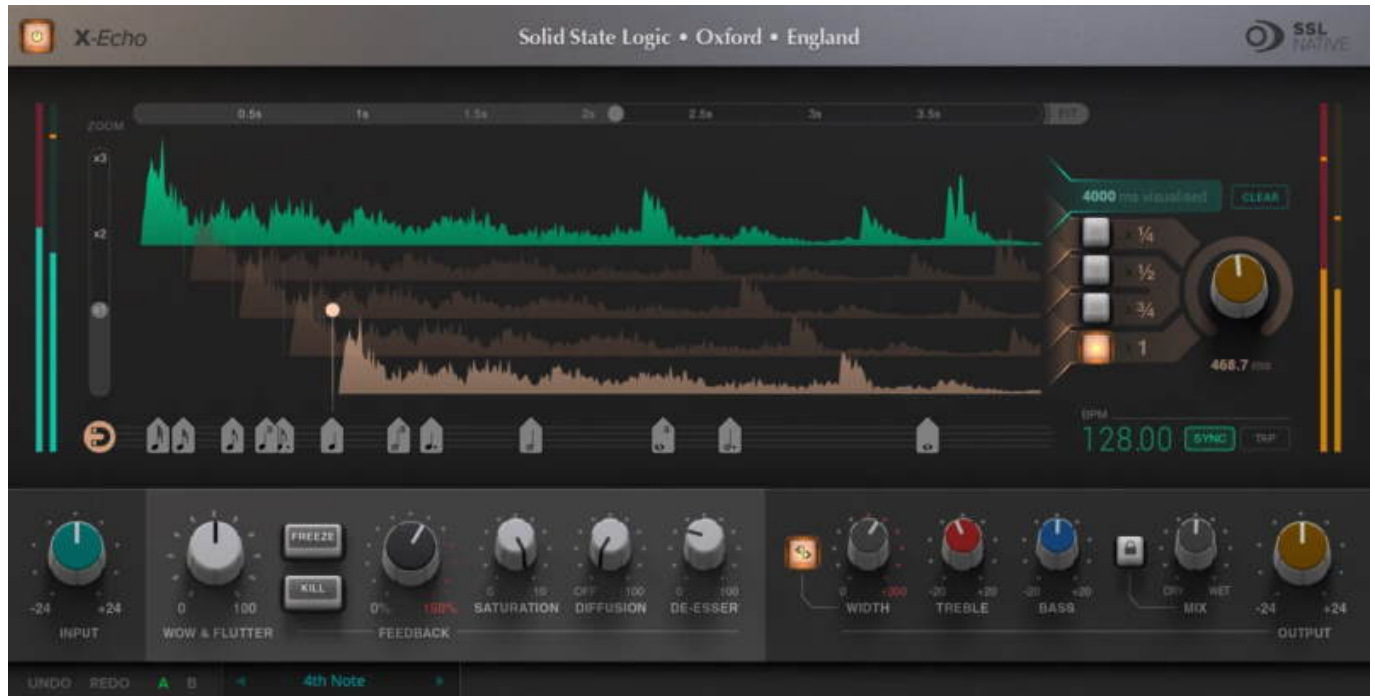 X-Echo
Solid State Logic • Oxford • England
SSL
NATIVE
0.5s 1s 1.5s 2s 2.5s 3s 3.5s
ZOOM
x3
x2
x1
4000 ms visualised
CLEAR
x ¼
x ½
x ¾
x 1
468.7 ms
3 3 3
BPM
128.00 SYNC TAP
FREEZE
KILL
-24 +24
0 100
0% 150%
0 10
OFF 100
0 100
0 +200
-20 +20
-20 +20
DRY WET
-24 +24
SATURATION DIFFUSION DE-ESSER
WIDTH TREBLE BASS MIX
INPUT WOW & FLUTTER FEEDBACK OUTPUT
UNDO REDO A B 4th Note